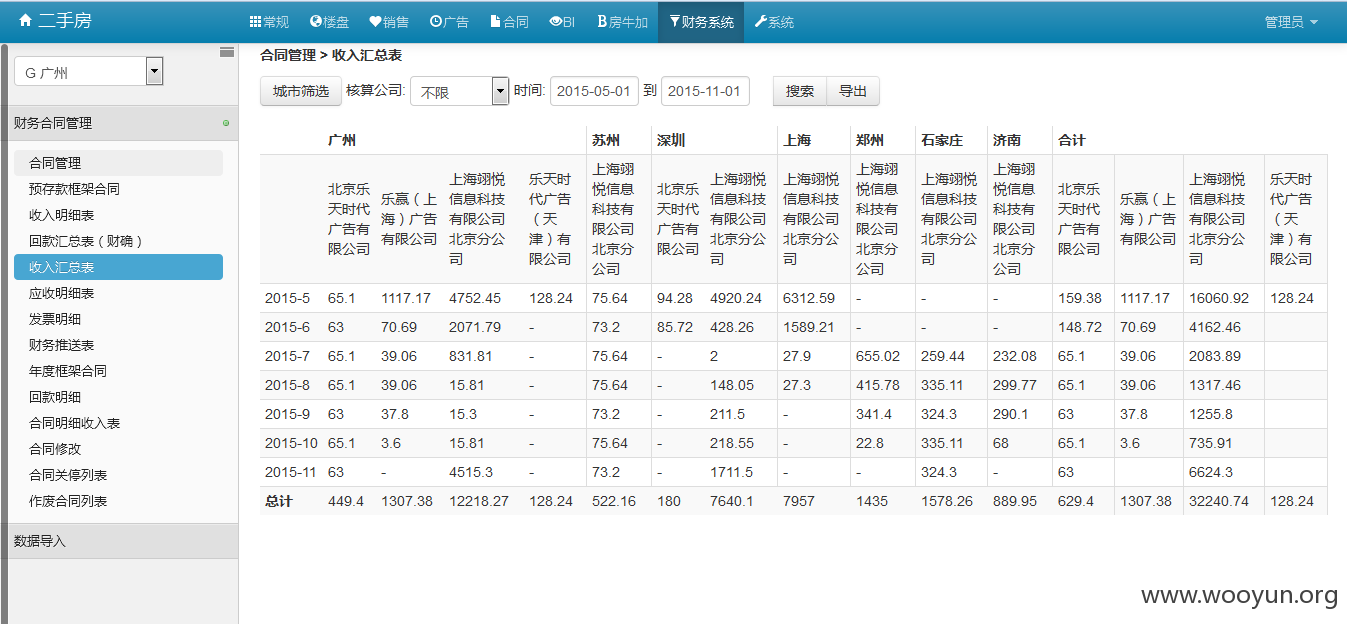 二手房 常规 楼盘 销售 广告 合同 BI 房牛加 财务系统 系统 管理员
G 广州
财务合同管理
合同管理
预存款框架合同
收入明细表
回款汇总表（财确）
收入汇总表
应收明细表
发票明细
财务推送表
年度框架合同
回款明细
合同明细收入表
合同修改
合同关停列表
作废合同列表
数据导入
合同管理 > 收入汇总表
城市筛选 核算公司: 不限 时间: 2015-05-01 到 2015-11-01 搜索 导出
广州 苏州 深圳 上海 郑州 石家庄 济南 合计
北京乐
天时代
广告有
限公司
乐赢（上
海）广告
有限公司
上海翊悦
信息科技
有限公司
北京分公
司
乐天时
代广告
（天
津）有
限公司
上海翊
悦信息
科技有
限公司
北京分
公司
北京乐
天时代
广告有
限公司
上海翊悦
信息科技
有限公司
北京分公
司
上海翊悦
信息科技
有限公司
北京分公
司
上海翊
悦信息
科技有
限公司
北京分
公司
上海翊悦
信息科技
有限公司
北京分公
司
上海翊
悦信息
科技有
限公司
北京分
公司
北京乐
天时代
广告有
限公司
乐赢（上
海）广告
有限公司
上海翊悦
信息科技
有限公司
北京分公
司
乐天时
代广告
（天
津）有
限公司
2015-5 65.1 1117.17 4752.45 128.24 75.64 94.28 4920.24 6312.59 - - - 159.38 1117.17 16060.92 128.24
2015-6 63 70.69 2071.79 - 73.2 85.72 428.26 1589.21 - - - 148.72 70.69 4162.46
2015-7 65.1 39.06 831.81 - 75.64 - 2 27.9 655.02 259.44 232.08 65.1 39.06 2083.89
2015-8 65.1 39.06 15.81 - 75.64 - 148.05 27.3 415.78 335.11 299.77 65.1 39.06 1317.46
2015-9 63 37.8 15.3 - 73.2 - 211.5 - 341.4 324.3 290.1 63 37.8 1255.8
2015-10 65.1 3.6 15.81 - 75.64 - 218.55 - 22.8 335.11 68 65.1 3.6 735.91
2015-11 63 - 4515.3 - 73.2 - 1711.5 - - 324.3 - 63 6624.3
总计 449.4 1307.38 12218.27 128.24 522.16 180 7640.1 7957 1435 1578.26 889.95 629.4 1307.38 32240.74 128.24
www.wooyun.org